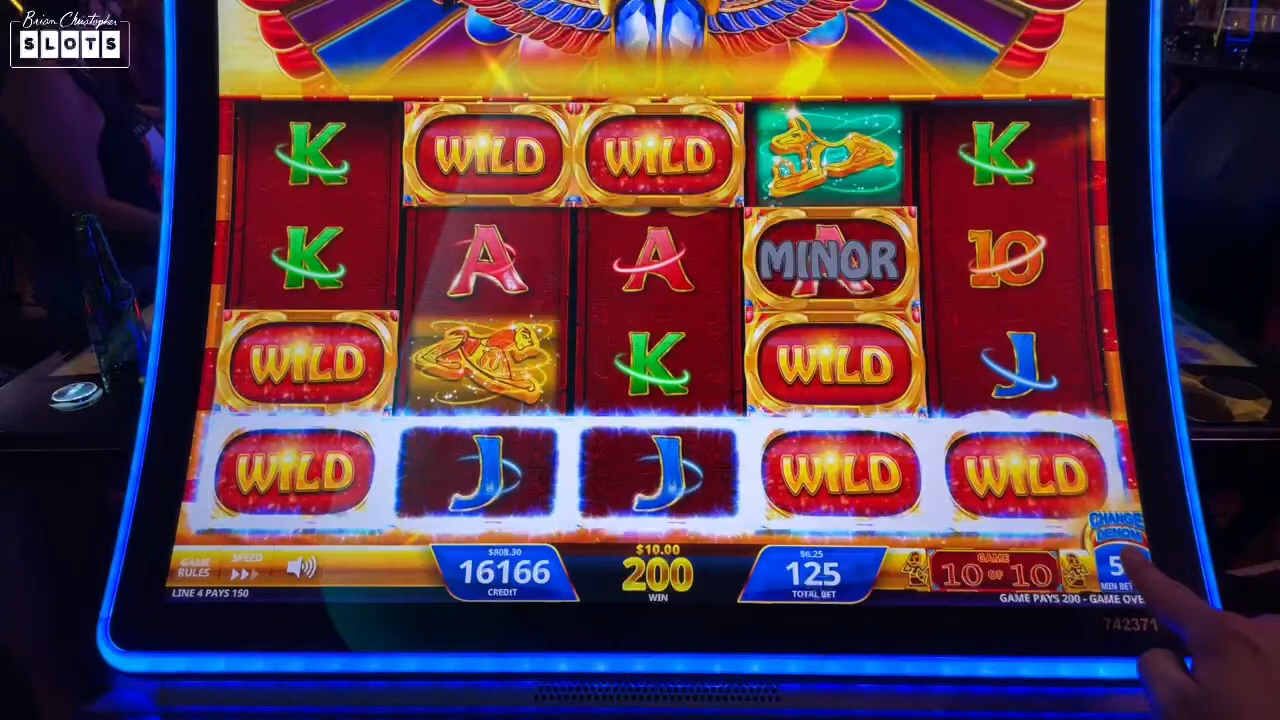 Brian Christopher
SLOTS
K WILD WILD K
K A A MINOR 10
WILD K WILD J
WILD J J WILD WILD
CHANGE
DENOM
GAME
RULES
SPEED
$808.30
16166
CREDIT
$10.00
200
WIN
$6.25
125
TOTAL BET
GAME
10 OF 10
5
MIN BET
LINE 4 PAYS 150
GAME PAYS 200 - GAME OVE
742371